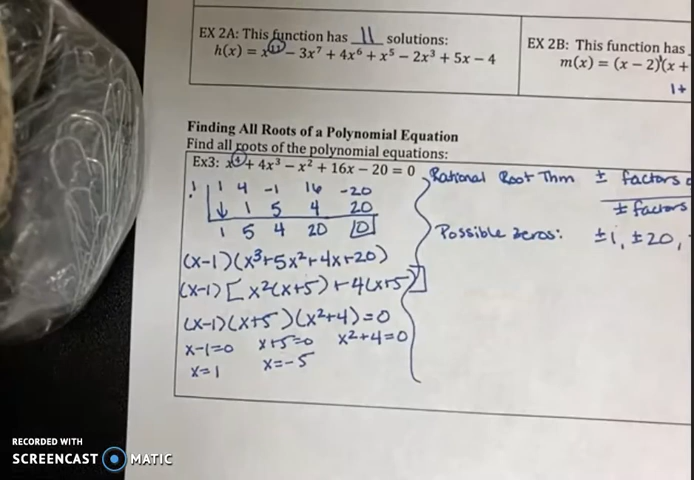 EX 2A: This function has 11 solutions:
h(x) = x¹¹ − 3x⁷ + 4x⁶ + x⁵ − 2x³ + 5x − 4
EX 2B: This function has
m(x) = (x − 2)(x +
1+
Finding All Roots of a Polynomial Equation
Find all roots of the polynomial equations:
Ex3: x⁴ + 4x³ − x² + 16x − 20 = 0
1 1 4 -1 16 -20
↓ 1 5 4 20
1 5 4 20 0
(x-1)(x³+5x²+4x+20)
(x-1)[x²(x+5)+4(x+5)]
(x-1)(x+5)(x²+4)=0
x-1=0 x+5=0 x²+4=0
x=1 x=-5
Rational Root Thm ± factors
± factors
Possible zeros: ±1, ±20,
RECORDED WITH
SCREENCAST O MATIC